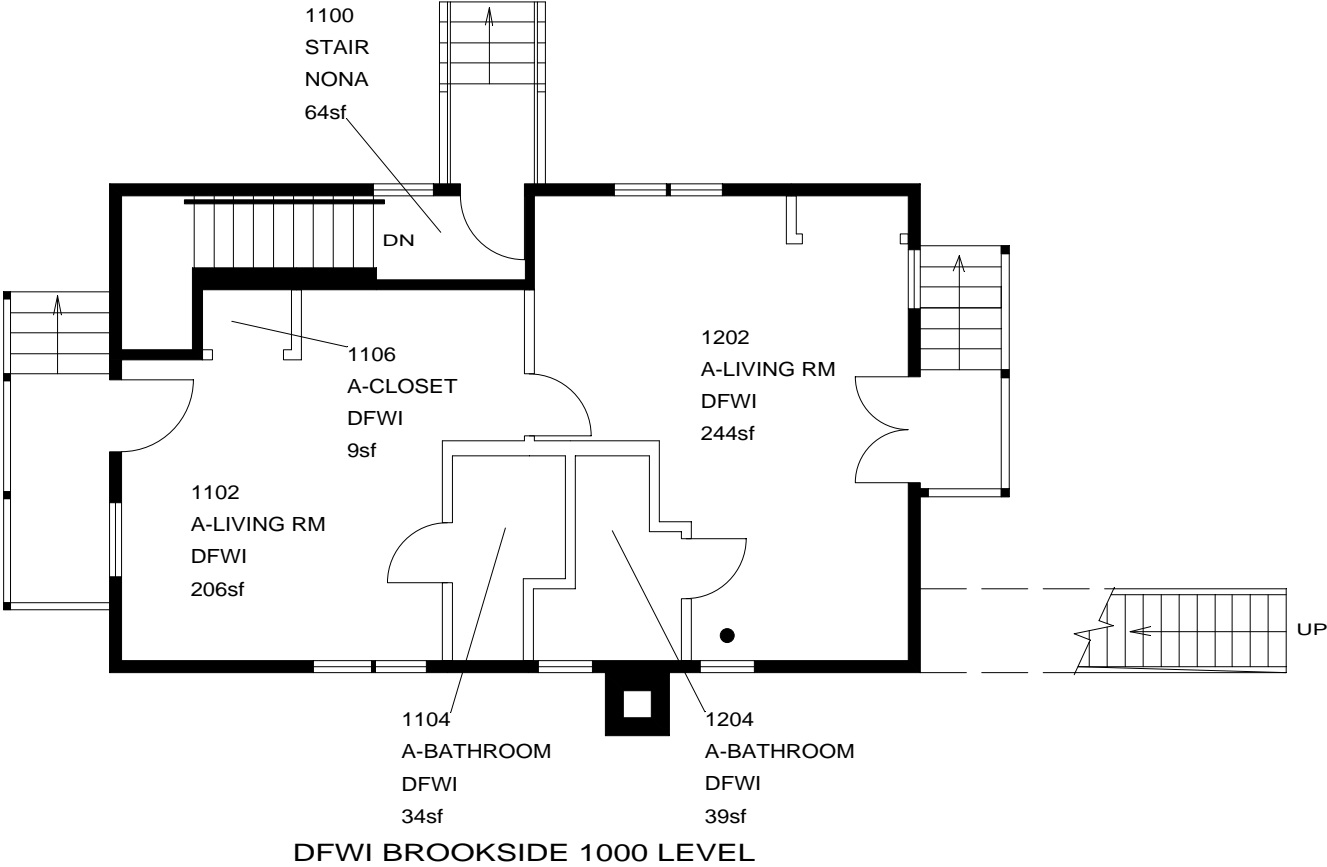 1100
STAIR
NONA
64sf
DN
1106
A-CLOSET
DFWI
9sf
1202
A-LIVING RM
DFWI
244sf
1102
A-LIVING RM
DFWI
206sf
UP
1104
A-BATHROOM
DFWI
34sf
1204
A-BATHROOM
DFWI
39sf
DFWI BROOKSIDE 1000 LEVEL